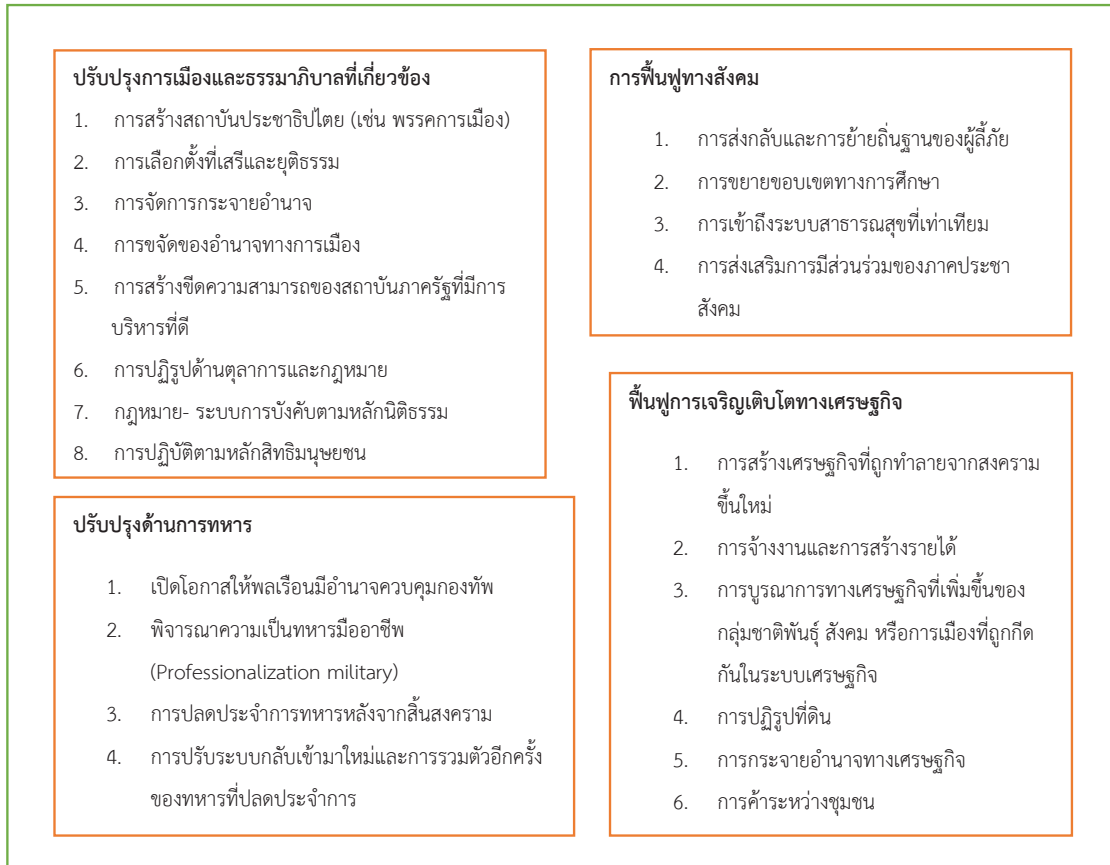 ปรับปรุงการเมืองและธรรมาภิบาลที่เกี่ยวข้อง
1. การสร้างสถาบันประชาธิปไตย (เช่น พรรคการเมือง)
2. การเลือกตั้งที่เสรีและยุติธรรม
3. การจัดการกระจายอำนาจ
4. การขจัดของอำนาจทางการเมือง
5. การสร้างขีดความสามารถของสถาบันภาครัฐที่มีการ
บริหารที่ดี
6. การปฏิรูปด้านตุลาการและกฎหมาย
7. กฎหมาย- ระบบการบังคับตามหลักนิติธรรม
8. การปฏิบัติตามหลักสิทธิมนุษยชน
การฟื้นฟูทางสังคม
1. การส่งกลับและการย้ายถิ่นฐานของผู้ลี้ภัย
2. การขยายขอบเขตทางการศึกษา
3. การเข้าถึงระบบสาธารณสุขที่เท่าเทียม
4. การส่งเสริมการมีส่วนร่วมของภาคประชา
สังคม
ปรับปรุงด้านการทหาร
1. เปิดโอกาสให้พลเรือนมีอำนาจควบคุมกองทัพ
2. พิจารณาความเป็นทหารมืออาชีพ
(Professionalization military)
3. การปลดประจำการทหารหลังจากสิ้นสงคราม
4. การปรับระบบกลับเข้ามาใหม่และการรวมตัวอีกครั้ง
ของทหารที่ปลดประจำการ
ฟื้นฟูการเจริญเติบโตทางเศรษฐกิจ
1. การสร้างเศรษฐกิจที่ถูกทำลายจากสงคราม
ขึ้นใหม่
2. การจ้างงานและการสร้างรายได้
3. การบูรณาการทางเศรษฐกิจที่เพิ่มขึ้นของ
กลุ่มชาติพันธุ์ สังคม หรือการเมืองที่ถูกกีด
กันในระบบเศรษฐกิจ
4. การปฏิรูปที่ดิน
5. การกระจายอำนาจทางเศรษฐกิจ
6. การค้าระหว่างชุมชน